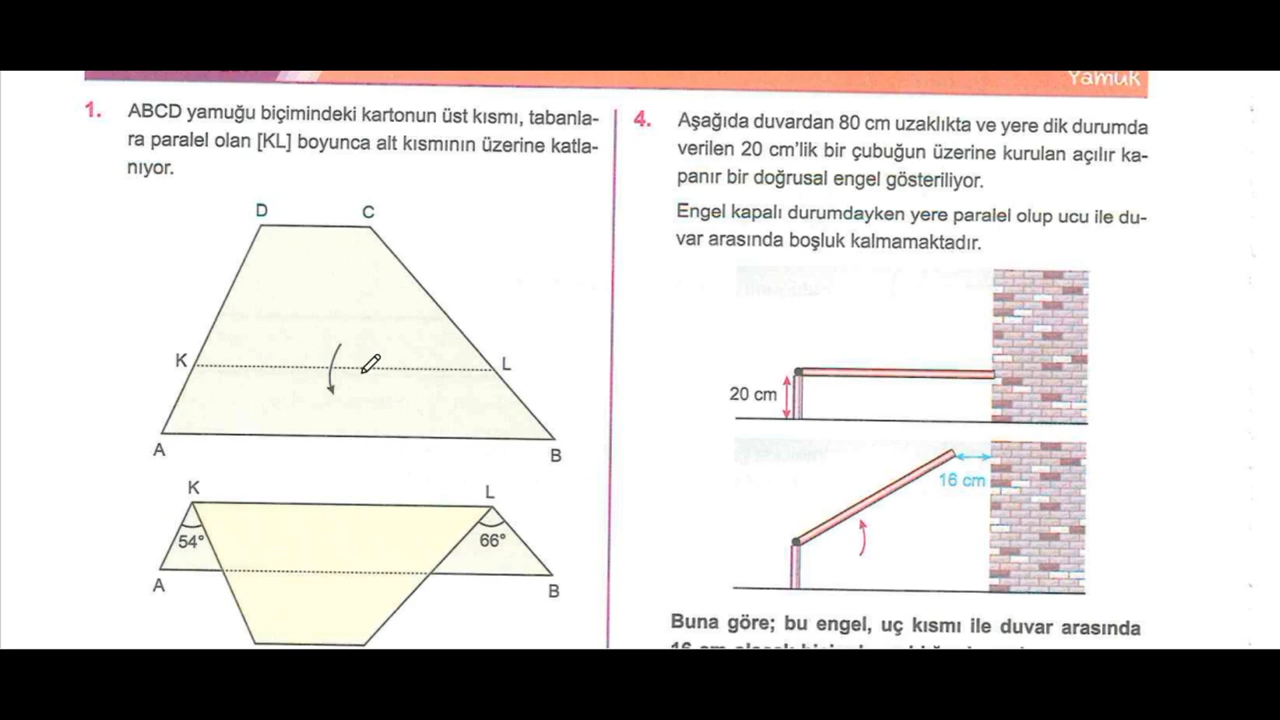 Yamuk
1. ABCD yamuğu biçimindeki kartonun üst kısmı, tabanla-
ra paralel olan [KL] boyunca alt kısmının üzerine katla-
nıyor.
D C
K L
A B
K L
54° 66°
A B
4. Aşağıda duvardan 80 cm uzaklıkta ve yere dik durumda
verilen 20 cm'lik bir çubuğun üzerine kurulan açılır ka-
panır bir doğrusal engel gösteriliyor.
Engel kapalı durumdayken yere paralel olup ucu ile du-
var arasında boşluk kalmamaktadır.
20 cm
16 cm
Buna göre; bu engel, uç kısmı ile duvar arasında